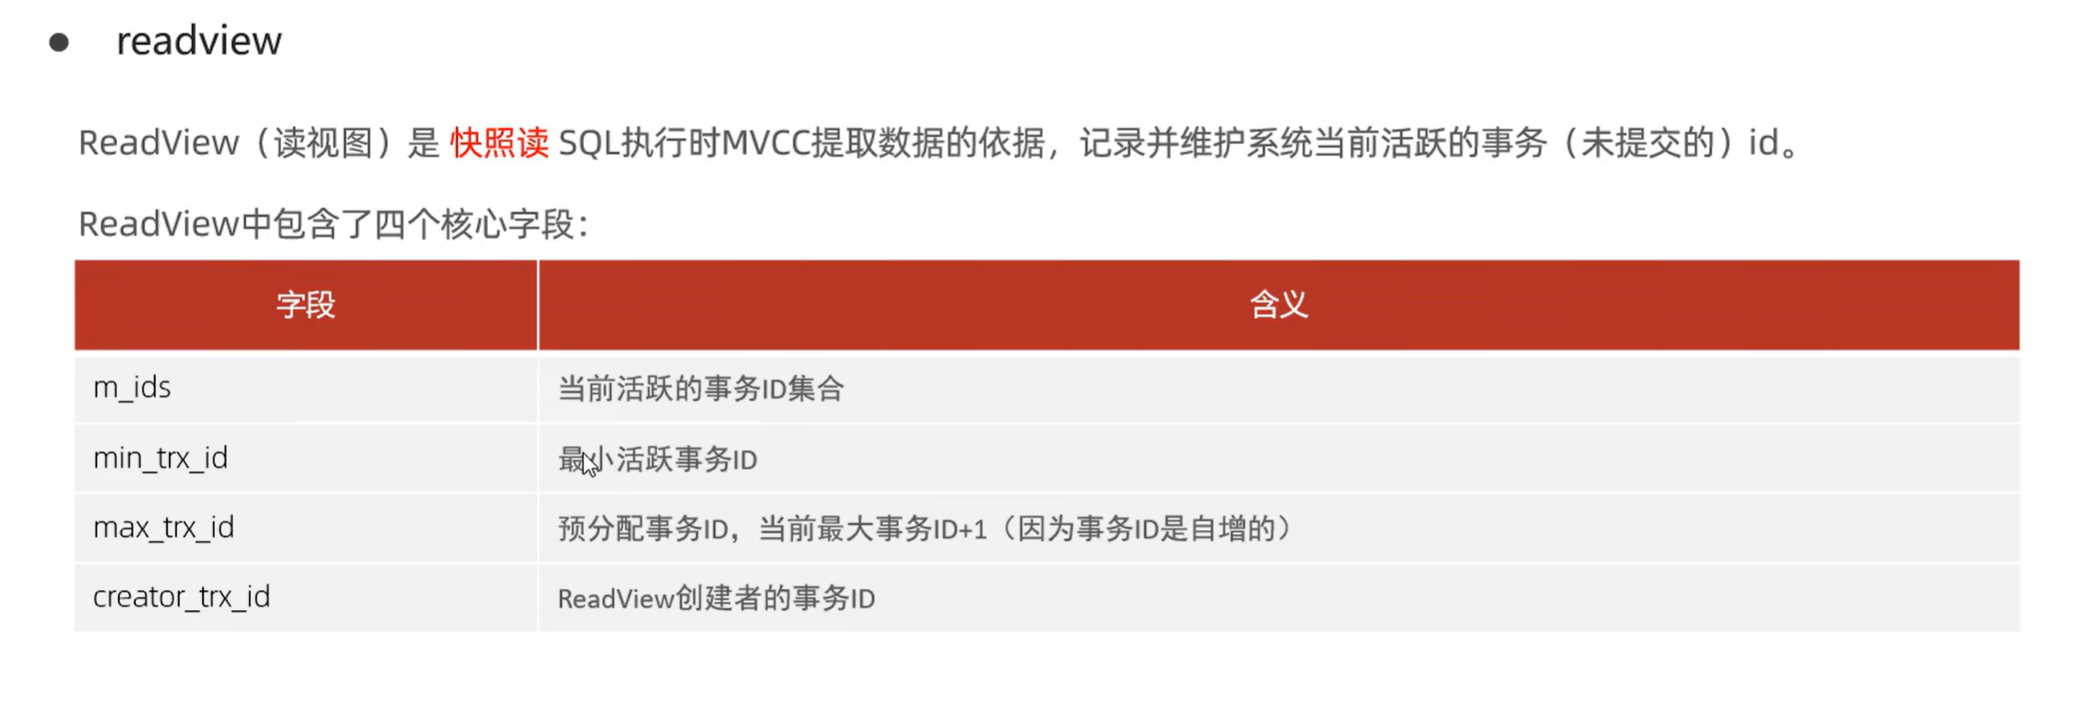 readview
ReadView（读视图）是 快照读 SQL执行时MVCC提取数据的依据，记录并维护系统当前活跃的事务（未提交的）id。
ReadView中包含了四个核心字段：
字段 含义
m_ids 当前活跃的事务ID集合
min_trx_id 最小活跃事务ID
max_trx_id 预分配事务ID，当前最大事务ID+1（因为事务ID是自增的）
creator_trx_id ReadView创建者的事务ID